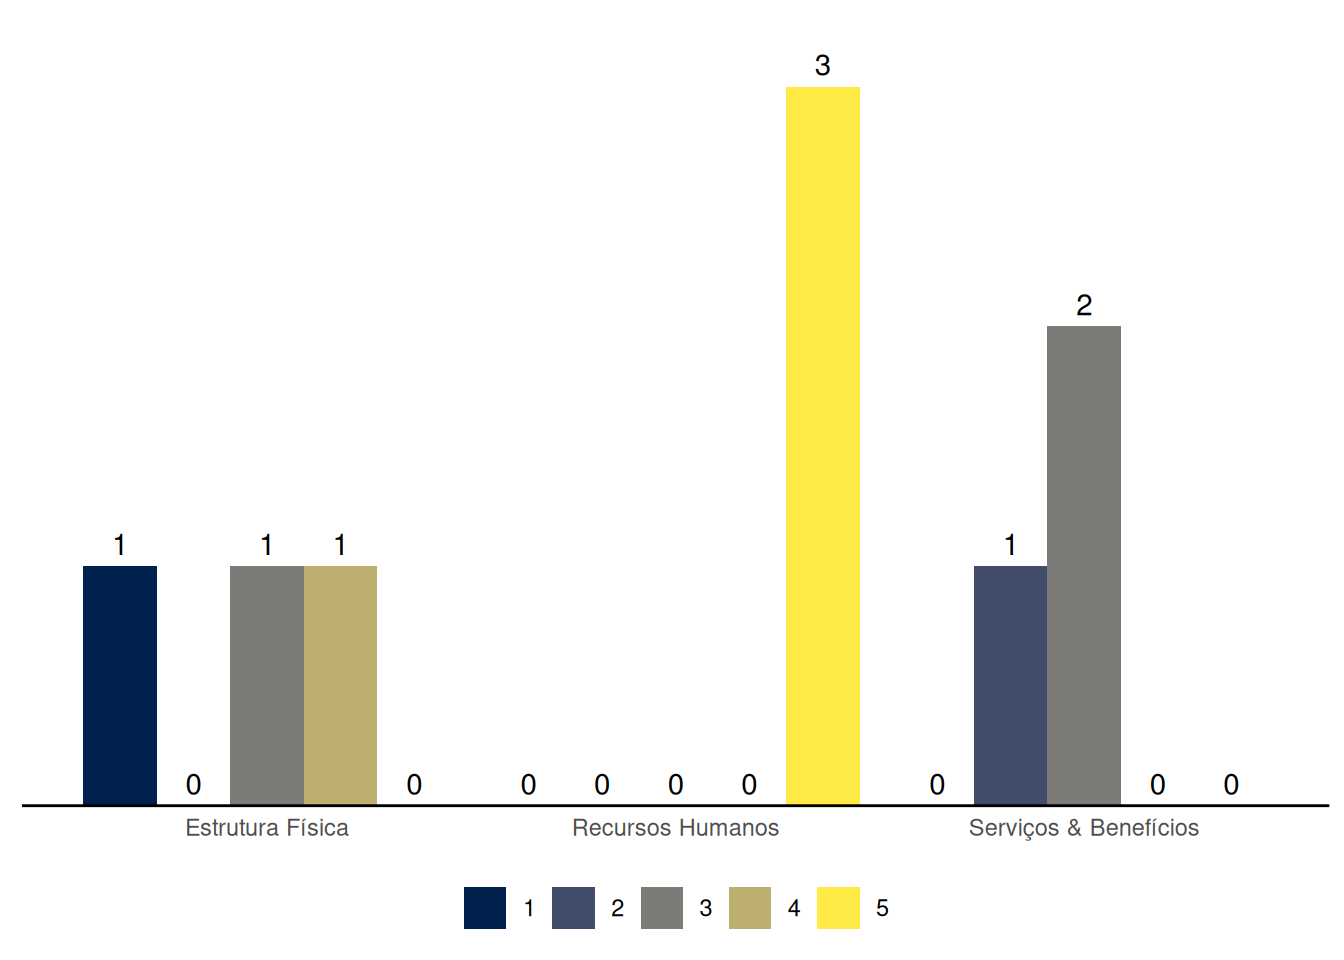 3
2
1 1 1 1
0 0 0 0 0 0 0 0 0
Estrutura Física Recursos Humanos Serviços & Benefícios
1 2 3 4 5